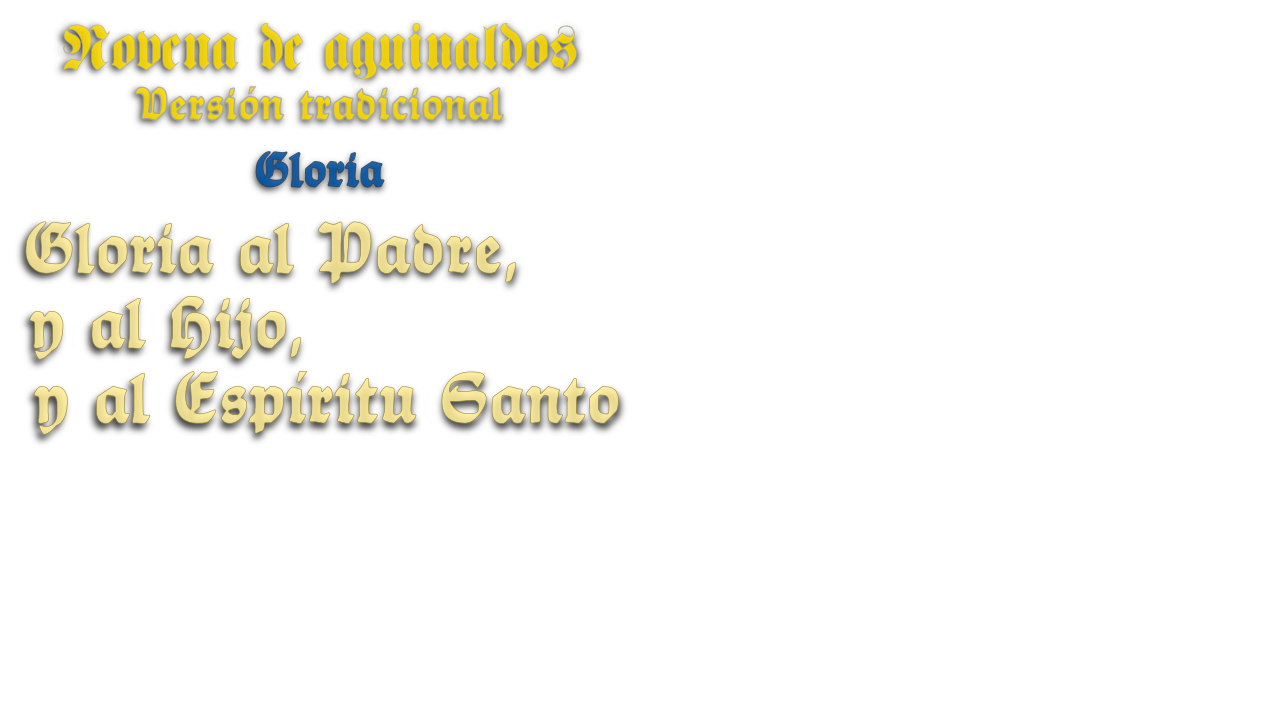 Novena de aguinaldos
Versión tradicional
Gloria
Gloria al Padre,
y al Hijo,
y al Espíritu Santo